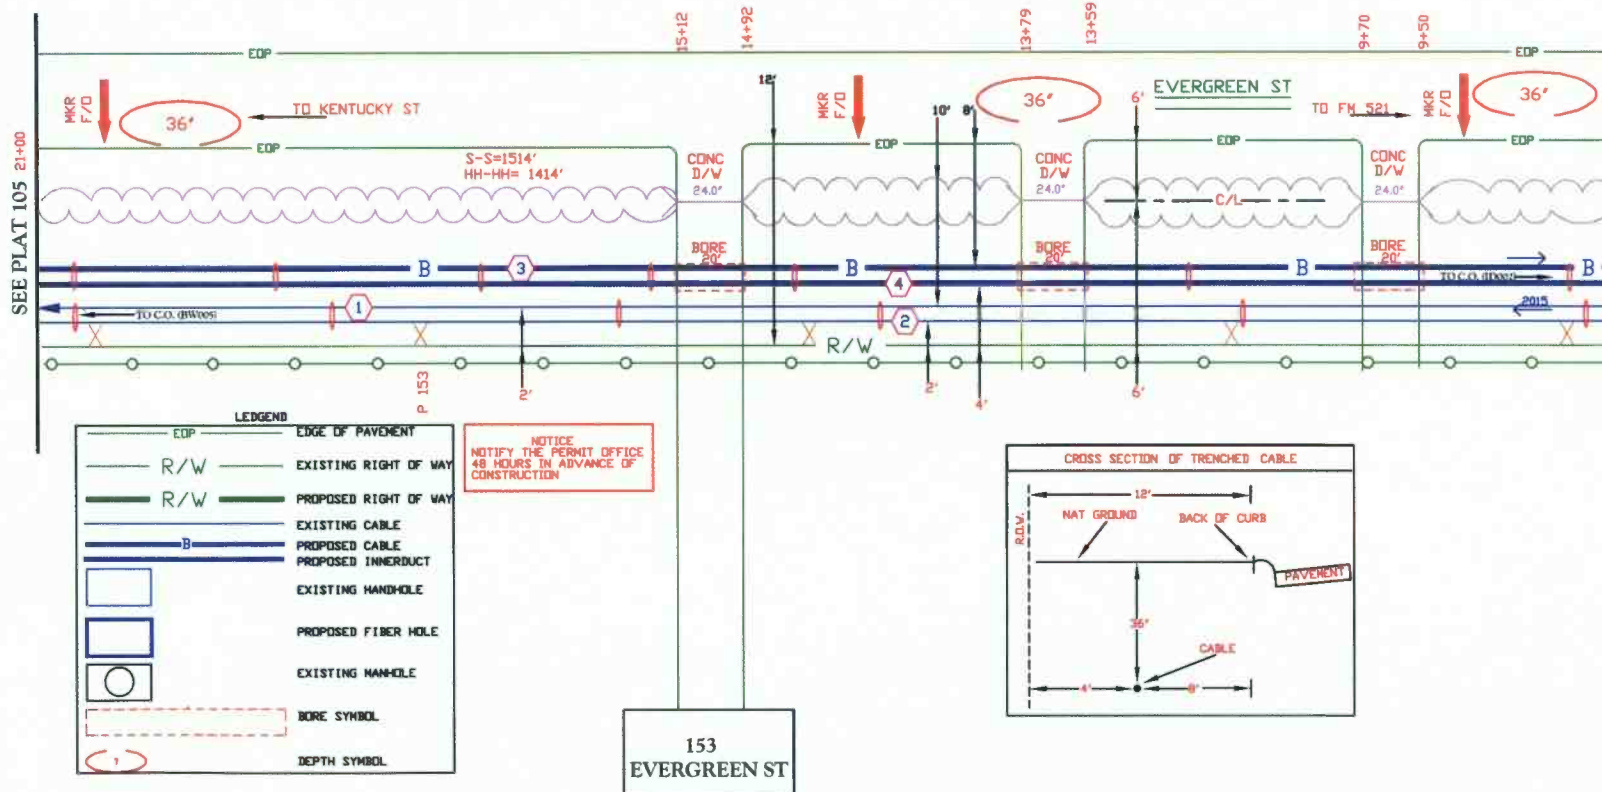 15+12
14+92
13+79
13+59
9+70
9+50
EOP
EOP
12'
MKR F/O
36"
TO KENTUCKY ST
MKR F/O
10'
8'
36"
6'
EVERGREEN ST
TO FM 521
MKR F/O
36"
SEE PLAT 105
21+00
EOP
S-S=1514'
HH-HH= 1414'
CONC
D/W
24.0"
EOP
CONC
D/W
24.0"
EOP
C/L
CONC
D/W
24.0"
EOP
B
3
BORE
20'
B
4
BORE
20'
B
BORE
20'
TO C.O. (JD002)
B
1
TO C.O. (BW005)
2
2015
R/W
P 153
2'
2'
4'
6'
LEDGEND
EOP
EDGE OF PAVEMENT
R/W
EXISTING RIGHT OF WAY
R/W
PROPOSED RIGHT OF WAY
EXISTING CABLE
B
PROPOSED CABLE
PROPOSED INNERDUCT
EXISTING HANDHOLE
PROPOSED FIBER HOLE
EXISTING MANHOLE
BORE SYMBOL
?
DEPTH SYMBOL
NOTICE
NOTIFY THE PERMIT OFFICE
48 HOURS IN ADVANCE OF
CONSTRUCTION
153
EVERGREEN ST
CROSS SECTION OF TRENCHED CABLE
R.O.W.
12'
NAT GROUND
BACK OF CURB
PAVEMENT
36"
CABLE
4'
8'